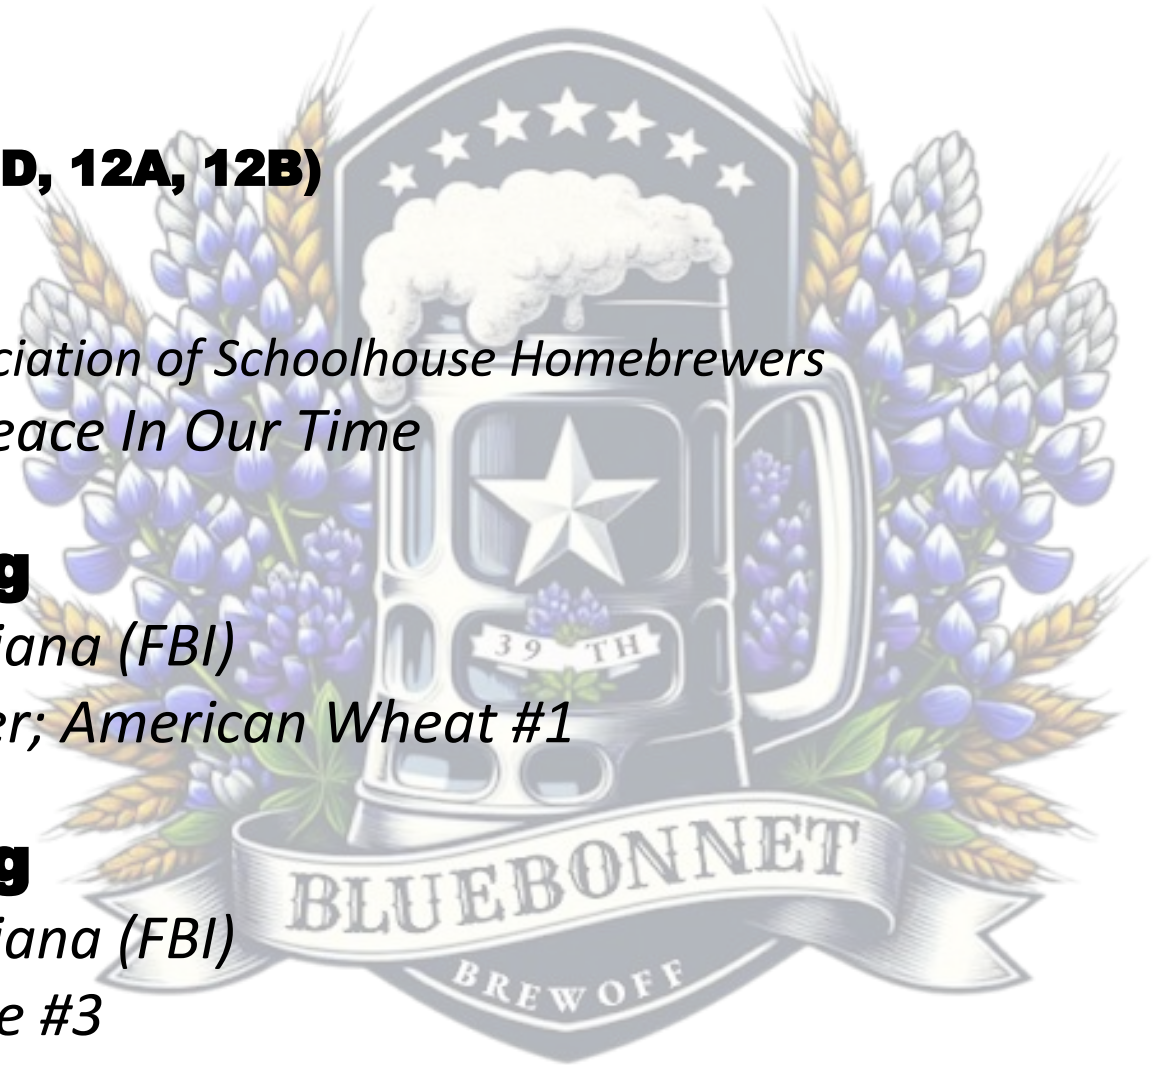 D, 12A, 12B)
ciation of Schoolhouse Homebrewers
eace In Our Time
g
iana (FBI)
er; American Wheat #1
g
iana (FBI)
e #3
39 TH
BLUEBONNET
BREWOFF